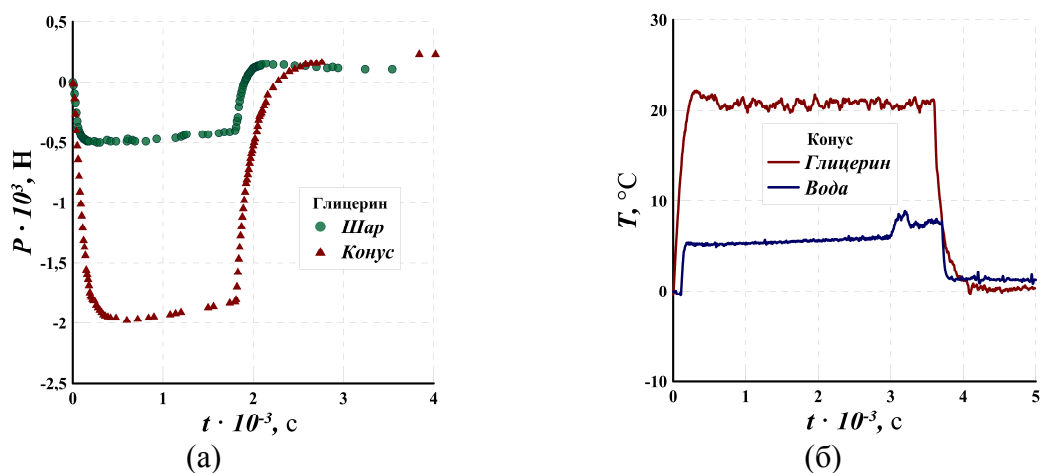 0,5
0
-0,5
-1
-1,5
-2
-2,5
P · 10³, Н
0
1
2
3
4
t · 10⁻³, с
Глицерин
Шар
Конус
(а)
30
20
10
0
-10
T, °C
0
1
2
3
4
5
t · 10⁻³, с
Конус
Глицерин
Вода
(б)